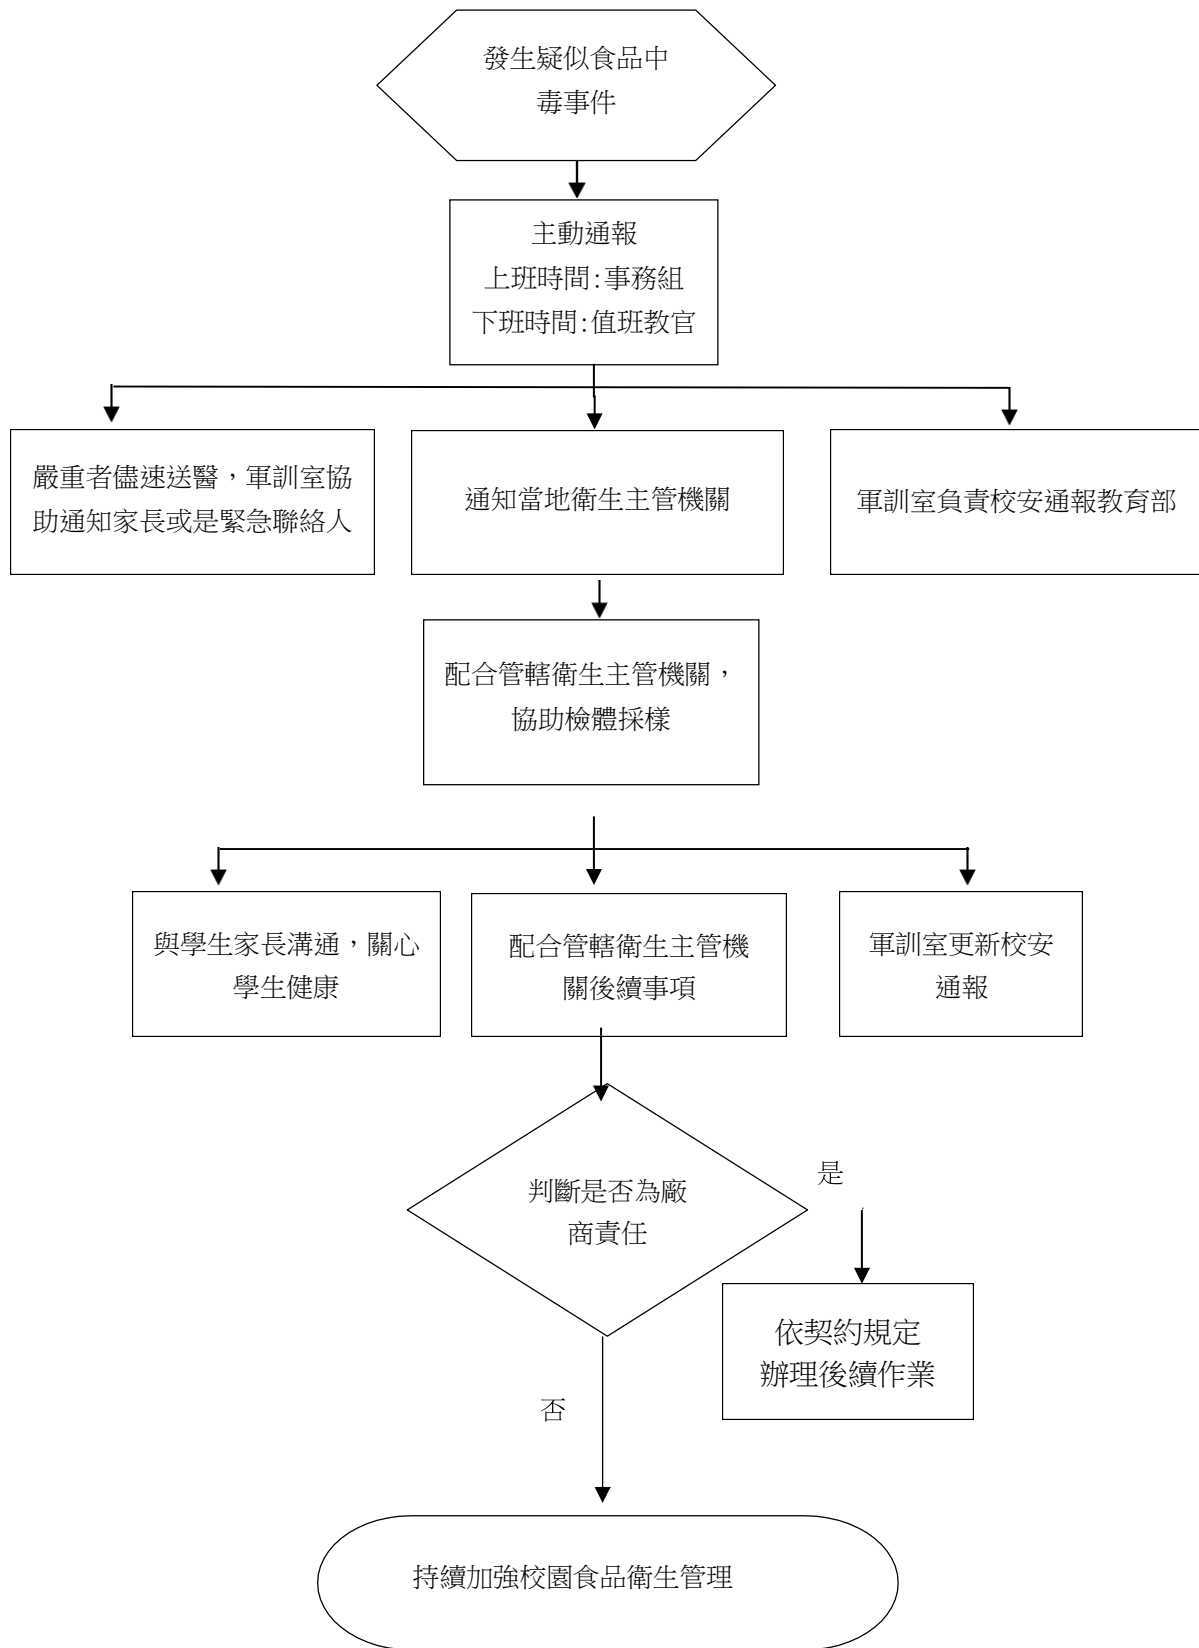 發生疑似食品中
毒事件
主動通報
上班時間:事務組
下班時間:值班教官
嚴重者儘速送醫，軍訓室協
助通知家長或是緊急聯絡人
通知當地衛生主管機關
軍訓室負責校安通報教育部
配合管轄衛生主管機關，
協助檢體採樣
與學生家長溝通，關心
學生健康
配合管轄衛生主管機
關後續事項
軍訓室更新校安
通報
判斷是否為廠
商責任
是
依契約規定
辦理後續作業
否
持續加強校園食品衛生管理